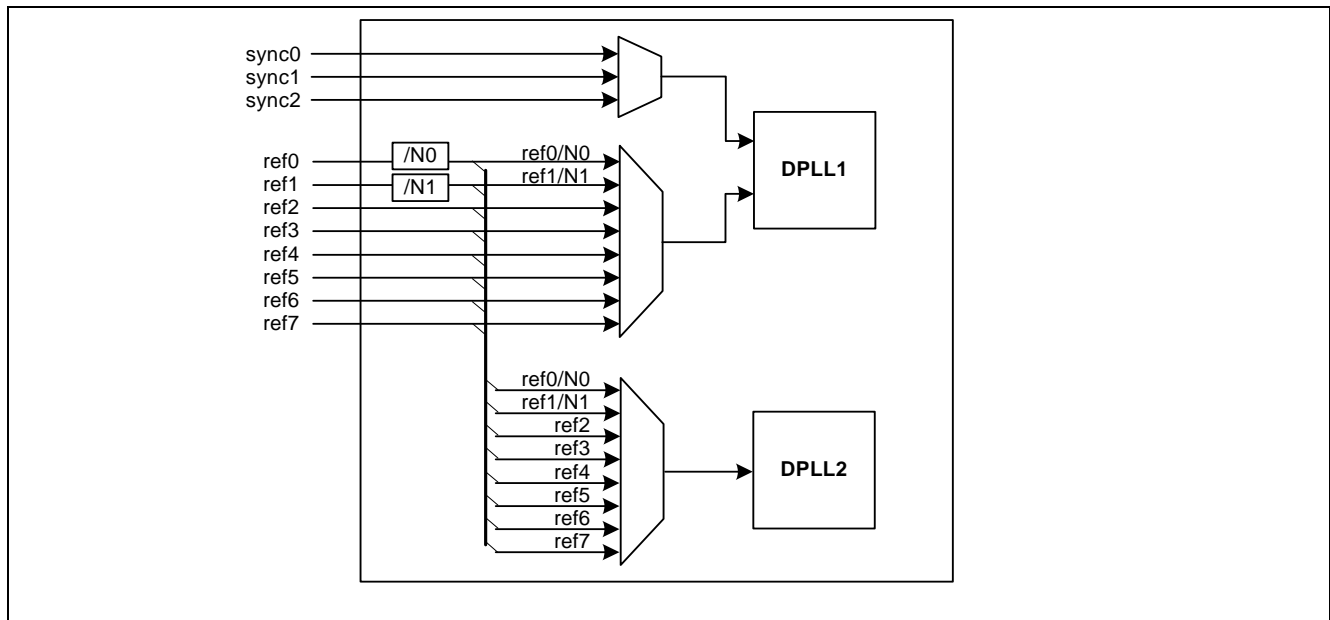 sync0
sync1
sync2
ref0
/N0
ref0/N0
ref1
/N1
ref1/N1
ref2
ref3
ref4
ref5
ref6
ref7
DPLL1
ref0/N0
ref1/N1
ref2
ref3
ref4
ref5
ref6
ref7
DPLL2